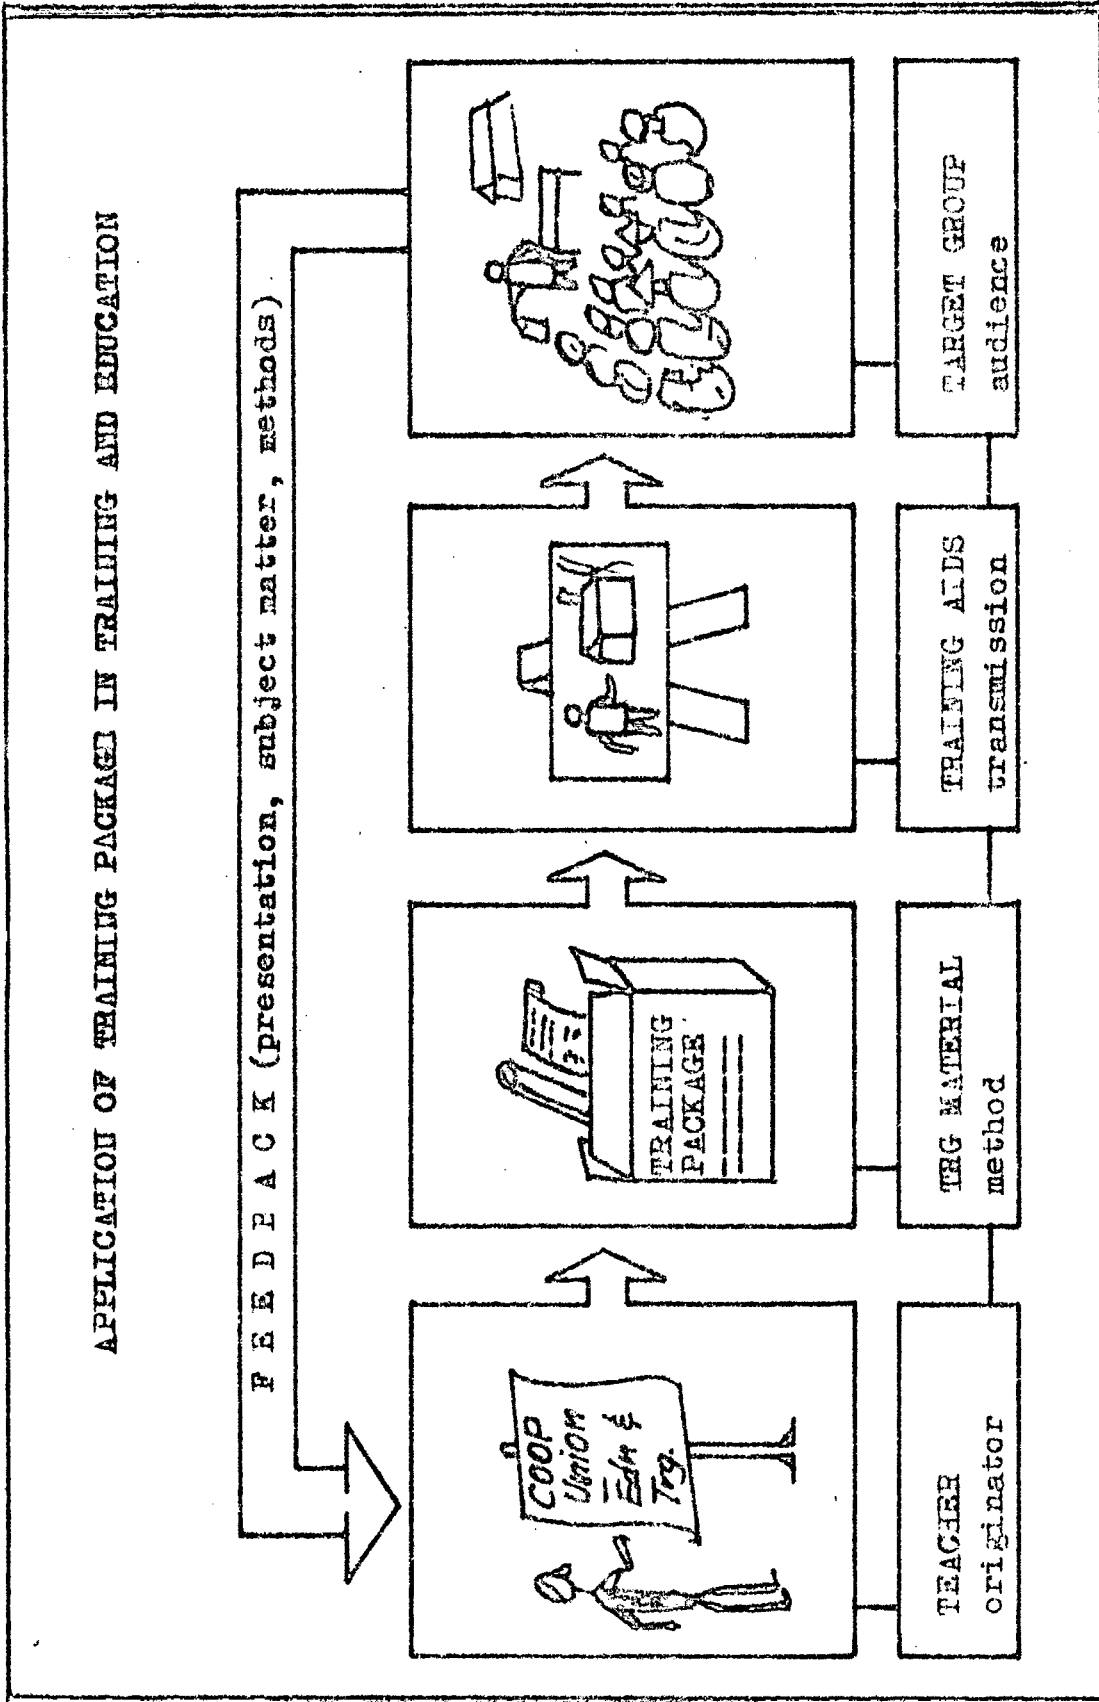 APPLICATION OF TRAINING PACKAGE IN TRAINING AND EDUCATION
FEEDBACK (presentation, subject matter, methods)
COOP
Union
Edn &
Trg.
TRAINING
PACKAGE
TEACHER
originator
TRG MATERIAL
method
TRAINING AIDS
transmission
TARGET GROUP
audience